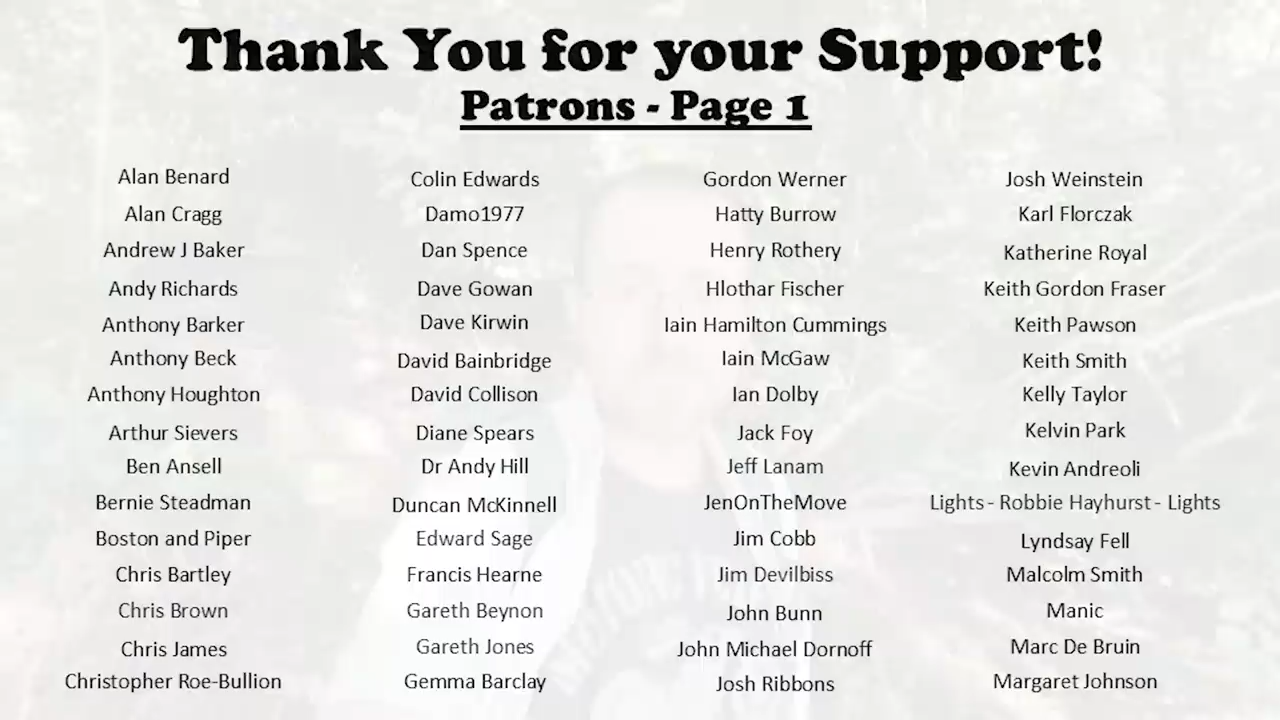 Thank You for your Support!
Patrons - Page 1
Alan Benard
Alan Cragg
Andrew J Baker
Andy Richards
Anthony Barker
Anthony Beck
Anthony Houghton
Arthur Sievers
Ben Ansell
Bernie Steadman
Boston and Piper
Chris Bartley
Chris Brown
Chris James
Christopher Roe-Bullion
Colin Edwards
Damo1977
Dan Spence
Dave Gowan
Dave Kirwin
David Bainbridge
David Collison
Diane Spears
Dr Andy Hill
Duncan McKinnell
Edward Sage
Francis Hearne
Gareth Beynon
Gareth Jones
Gemma Barclay
Gordon Werner
Hatty Burrow
Henry Rothery
Hlothar Fischer
Iain Hamilton Cummings
Iain McGaw
Ian Dolby
Jack Foy
Jeff Lanam
JenOnTheMove
Jim Cobb
Jim Devilbiss
John Bunn
John Michael Dornoff
Josh Ribbons
Josh Weinstein
Karl Florczak
Katherine Royal
Keith Gordon Fraser
Keith Pawson
Keith Smith
Kelly Taylor
Kelvin Park
Kevin Andreoli
Lights - Robbie Hayhurst - Lights
Lyndsay Fell
Malcolm Smith
Manic
Marc De Bruin
Margaret Johnson